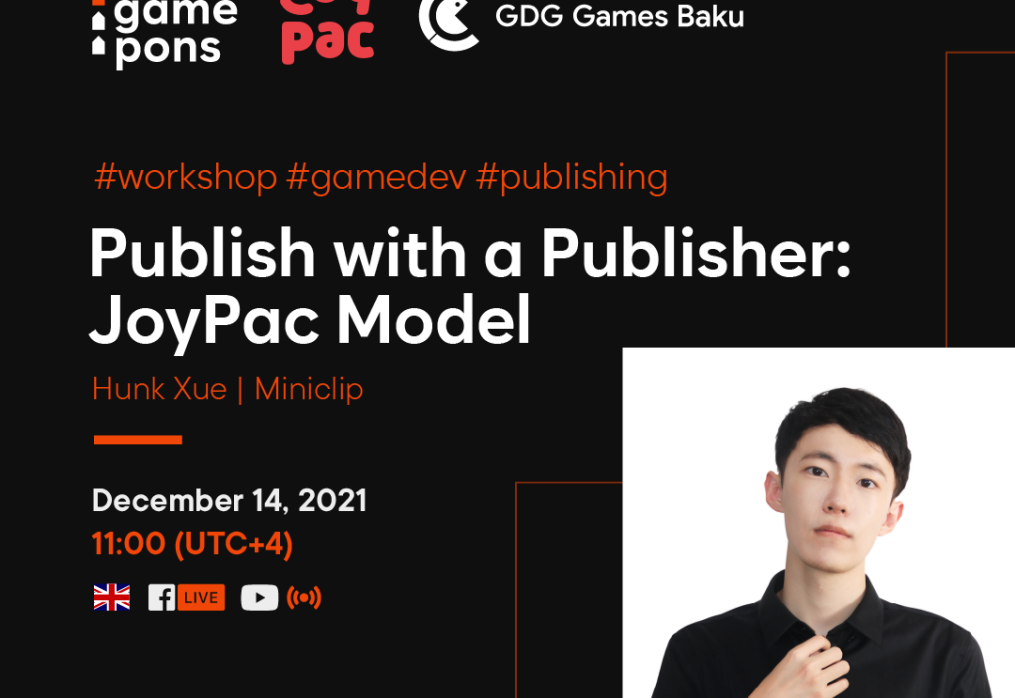 game
pons
Joy
pac
GDG Games Baku
#workshop #gamedev #publishing
Publish with a Publisher:
JoyPac Model
Hunk Xue | Miniclip
December 14, 2021
11:00 (UTC+4)
LIVE